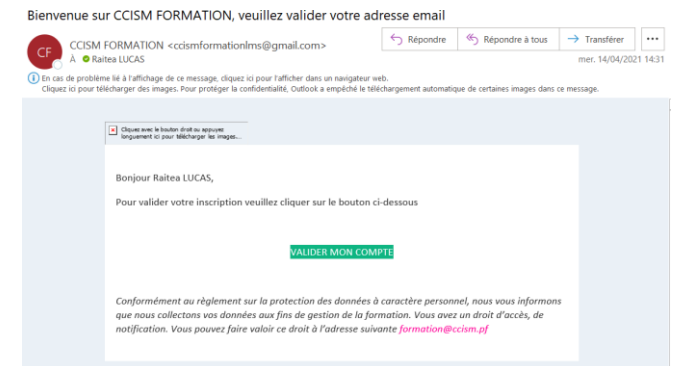 Bienvenue sur CCISM FORMATION, veuillez valider votre adresse email
CF
CCISM FORMATION <ccismformationlms@gmail.com>
À Raitea LUCAS
Répondre
Répondre à tous
Transférer
mer. 14/04/2021 14:31
En cas de problème lié à l'affichage de ce message, cliquez ici pour l'afficher dans un navigateur web.
Cliquez ici pour télécharger des images. Pour protéger la confidentialité, Outlook a empêché le téléchargement automatique de certaines images dans ce message.
Cliquez avec le bouton droit ou appuyez
longuement ici pour télécharger les images...
Bonjour Raitea LUCAS,
Pour valider votre inscription veuillez cliquer sur le bouton ci-dessous
VALIDER MON COMPTE
Conformément au règlement sur la protection des données à caractère personnel, nous vous informons
que nous collectons vos données aux fins de gestion de la formation. Vous avez un droit d'accès, de
notification. Vous pouvez faire valoir ce droit à l'adresse suivante formation@ccism.pf